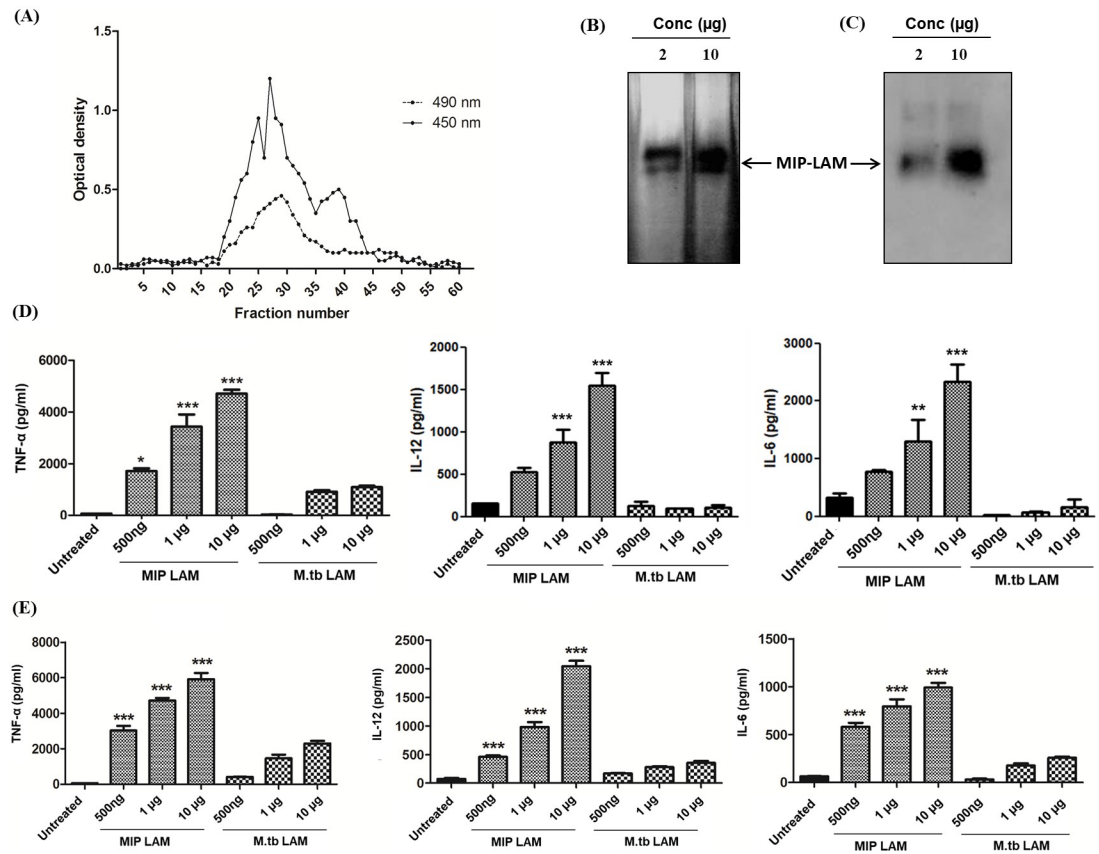 (A)
1.5
1.0
0.5
0.0
Optical density
490 nm
450 nm
5 10 15 20 25 30 35 40 45 50 55 60
Fraction number
(B)
Conc (µg)
2 10
MIP-LAM
(C)
Conc (µg)
2 10
(D)
TNF-α (pg/ml)
6000
4000
2000
0
*
***
***
Untreated 500ng 1 µg 10 µg 500ng 1 µg 10 µg
MIP LAM M.tb LAM
IL-12 (pg/ml)
2000
1500
1000
500
0
***
***
Untreated 500ng 1 µg 10 µg 500ng 1 µg 10 µg
MIP LAM M.tb LAM
IL-6 (pg/ml)
3000
2000
1000
0
**
***
Untreated 500ng 1 µg 10 µg 500ng 1 µg 10 µg
MIP LAM M.tb LAM
(E)
TNF-α (pg/ml)
8000
6000
4000
2000
0
***
***
***
Untreated 500ng 1 µg 10 µg 500ng 1 µg 10 µg
MIP LAM M.tb LAM
IL-12 (pg/ml)
2500
2000
1500
1000
500
0
***
***
***
Untreated 500ng 1 µg 10 µg 500ng 1 µg 10 µg
MIP LAM M.tb LAM
IL-6 (pg/ml)
1500
1000
500
0
***
***
***
Untreated 500ng 1 µg 10 µg 500ng 1 µg 10 µg
MIP LAM M.tb LAM